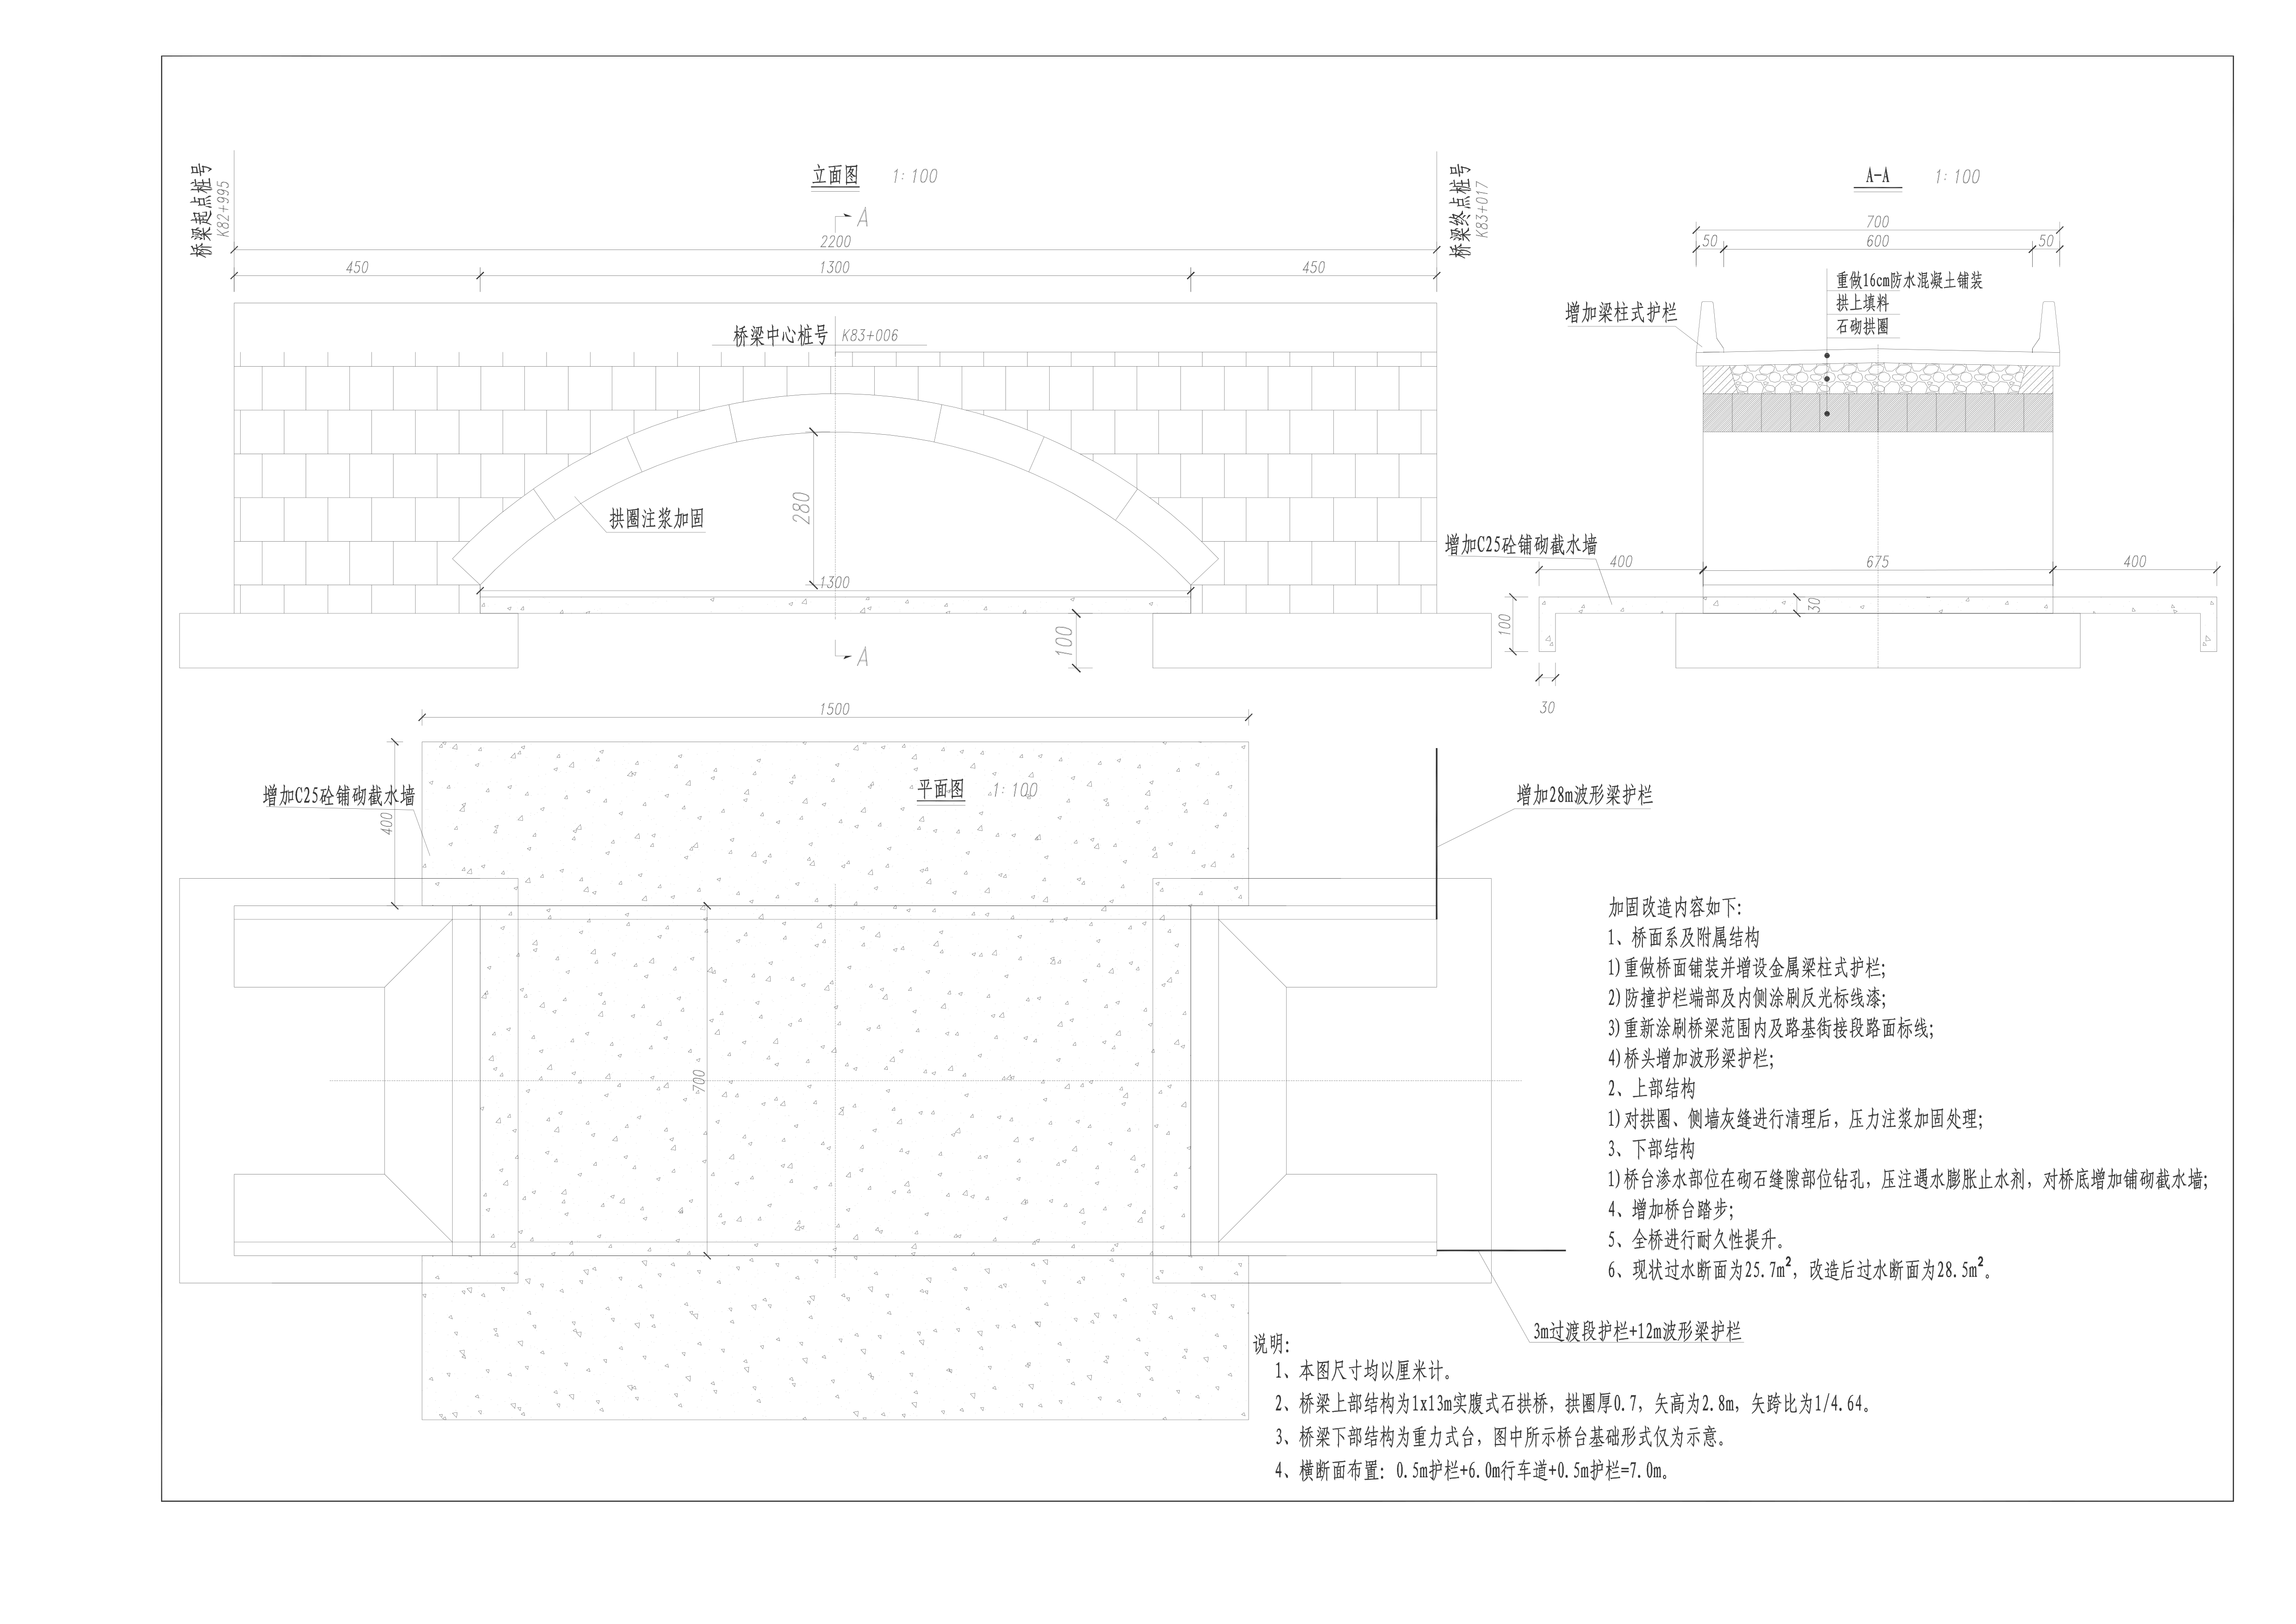 立面图 1:100
桥梁起点桩号
K82+995
桥梁终点桩号
K83+017
A
2200
450
1300
450
桥梁中心桩号 K83+006
拱圈注浆加固
280
1300
100
A
A-A 1:100
700
50
600
50
重做16cm防水混凝土铺装
拱上填料
石砌拱圈
增加梁柱式护栏
增加C25砼铺砌截水墙
400
675
400
100
30
30
1500
平面图 1:100
增加C25砼铺砌截水墙
400
700
增加28m波形梁护栏
3m过渡段护栏+12m波形梁护栏
加固改造内容如下:
1、桥面系及附属结构
1)重做桥面铺装并增设金属梁柱式护栏;
2)防撞护栏端部及内侧涂刷反光标线漆;
3)重新涂刷桥梁范围内及路基街接段路面标线;
4)桥头增加波形梁护栏;
2、上部结构
1)对拱圈、侧墙灰缝进行清理后，压力注浆加固处理;
3、下部结构
1)桥台渗水部位在砌石缝隙部位钻孔，压注遇水膨胀止水剂，对桥底增加铺砌截水墙;
4、增加桥台踏步;
5、全桥进行耐久性提升。
6、现状过水断面为25.7m²，改造后过水断面为28.5m²。
说明:
1、本图尺寸均以厘米计。
2、桥梁上部结构为1x13m实腹式石拱桥，拱圈厚0.7，矢高为2.8m，矢跨比为1/4.64。
3、桥梁下部结构为重力式台，图中所示桥台基础形式仅为示意。
4、横断面布置: 0.5m护栏+6.0m行车道+0.5m护栏=7.0m。